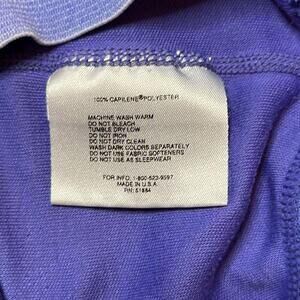 100% CAPILENE® POLYESTER
MACHINE WASH WARM
DO NOT BLEACH
TUMBLE DRY LOW
DO NOT IRON
DO NOT DRY CLEAN
WASH DARK COLORS SEPARATELY
DO NOT USE FABRIC SOFTENERS
DO NOT USE AS SLEEPWEAR
FOR INFO: 1-800-523-9597
MADE IN U.S.A.
RN: 51884